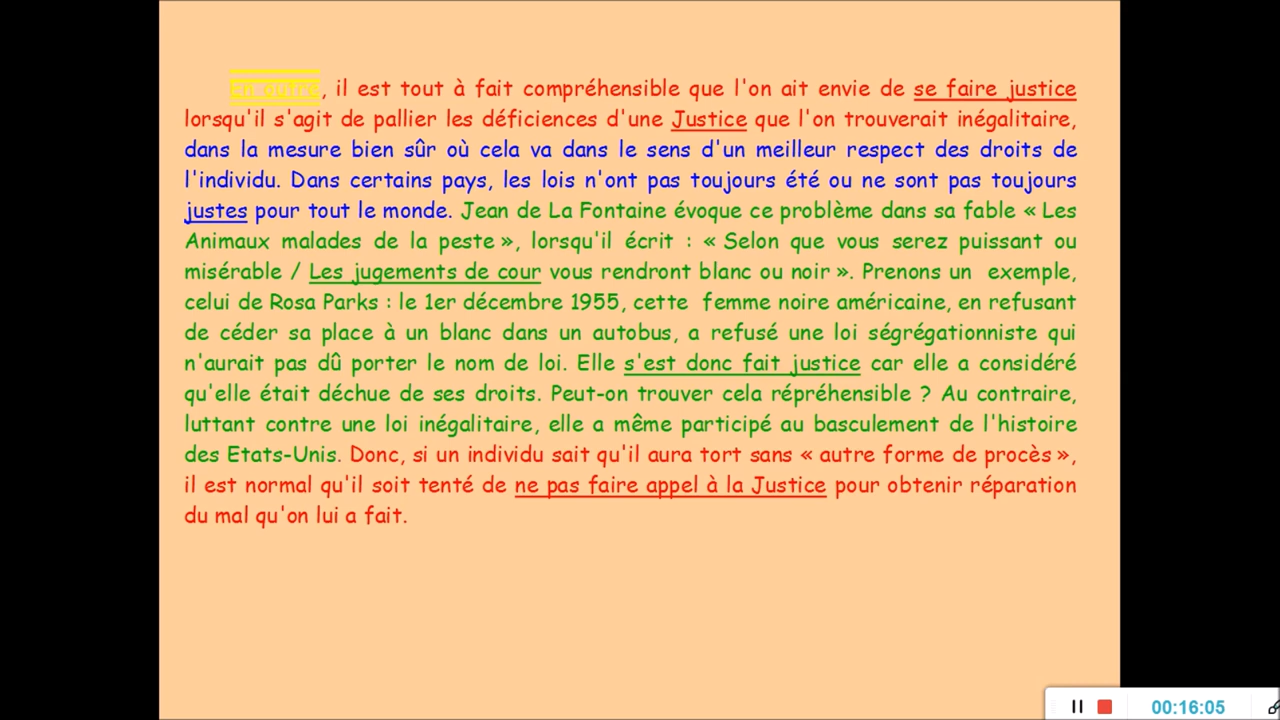 En outre, il est tout à fait compréhensible que l'on ait envie de se faire justice
lorsqu'il s'agit de pallier les déficiences d'une Justice que l'on trouverait inégalitaire,
dans la mesure bien sûr où cela va dans le sens d'un meilleur respect des droits de
l'individu. Dans certains pays, les lois n'ont pas toujours été ou ne sont pas toujours
justes pour tout le monde. Jean de La Fontaine évoque ce problème dans sa fable « Les
Animaux malades de la peste », lorsqu'il écrit : « Selon que vous serez puissant ou
misérable / Les jugements de cour vous rendront blanc ou noir ». Prenons un exemple,
celui de Rosa Parks : le 1er décembre 1955, cette femme noire américaine, en refusant
de céder sa place à un blanc dans un autobus, a refusé une loi ségrégationniste qui
n'aurait pas dû porter le nom de loi. Elle s'est donc fait justice car elle a considéré
qu'elle était déchue de ses droits. Peut-on trouver cela répréhensible ? Au contraire,
luttant contre une loi inégalitaire, elle a même participé au basculement de l'histoire
des Etats-Unis. Donc, si un individu sait qu'il aura tort sans « autre forme de procès »,
il est normal qu'il soit tenté de ne pas faire appel à la Justice pour obtenir réparation
du mal qu'on lui a fait.
00:16:05